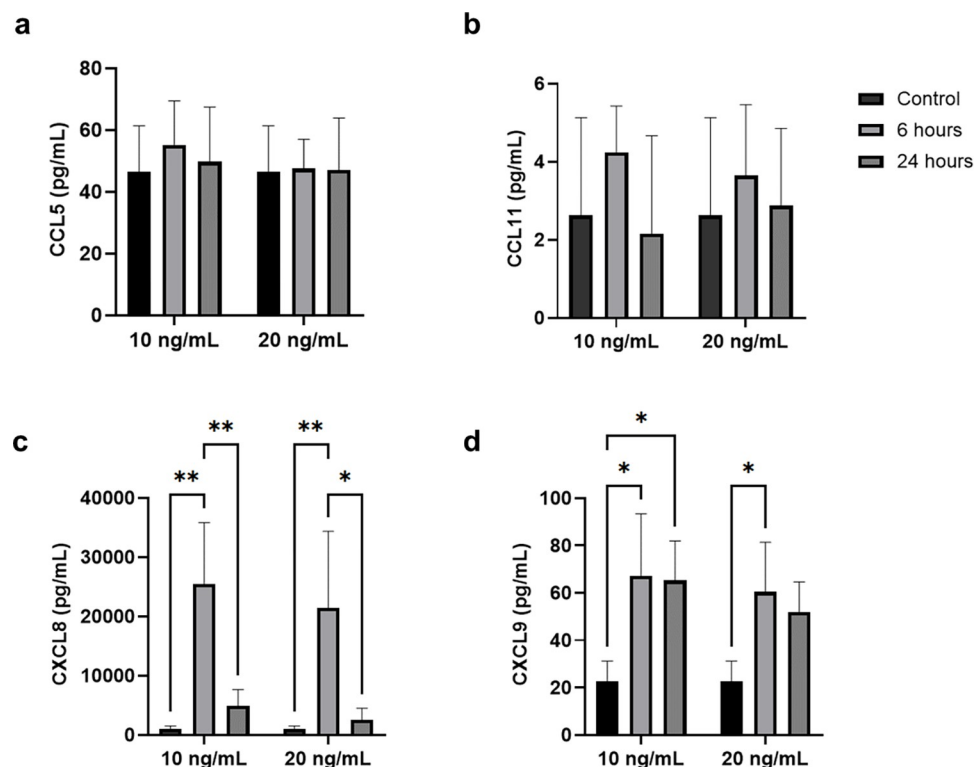 a
80
60
40
20
0
CCL5 (pg/mL)
10 ng/mL
20 ng/mL
b
6
4
2
0
CCL11 (pg/mL)
10 ng/mL
20 ng/mL
Control
6 hours
24 hours
c
**
**
**
*
40000
30000
20000
10000
0
CXCL8 (pg/mL)
10 ng/mL
20 ng/mL
d
*
*
*
100
80
60
40
20
0
CXCL9 (pg/mL)
10 ng/mL
20 ng/mL